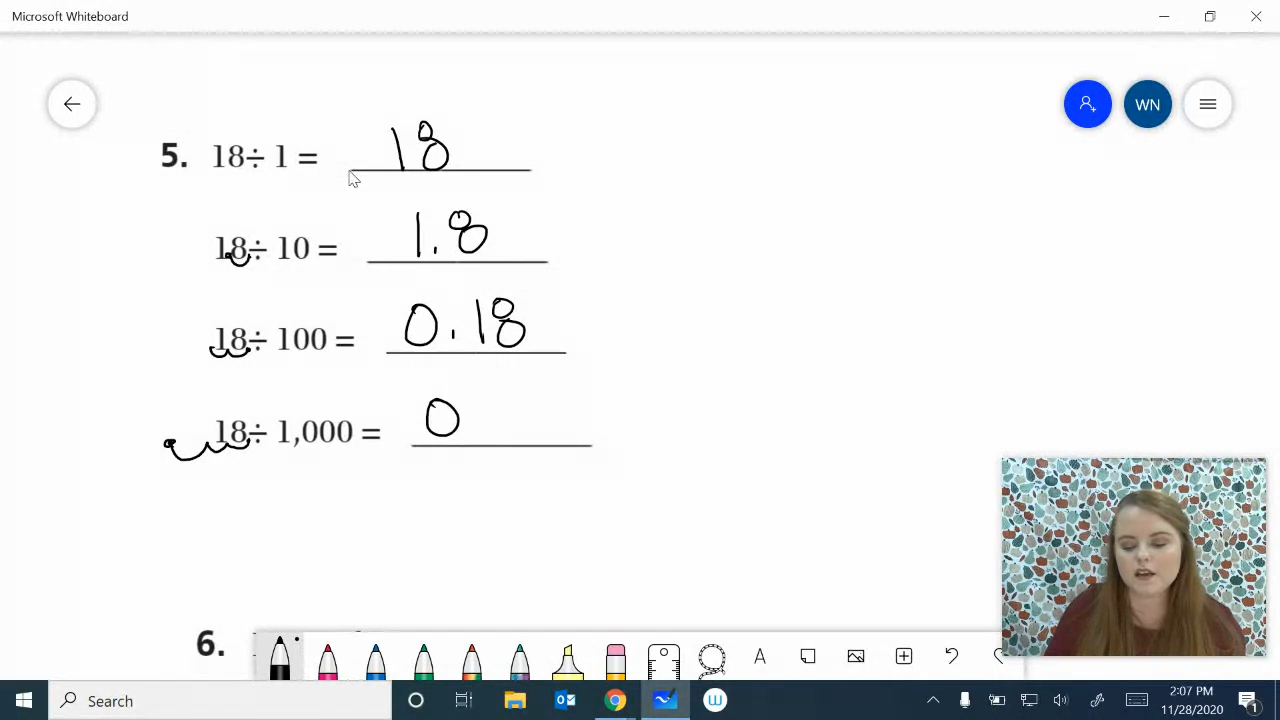 Microsoft Whiteboard
WN
5. 18÷ 1 = 18
18÷ 10 = 1.8
18÷ 100 = 0.18
18÷ 1,000 = 0
6.
A
Search
W
2:07 PM
11/28/2020
1